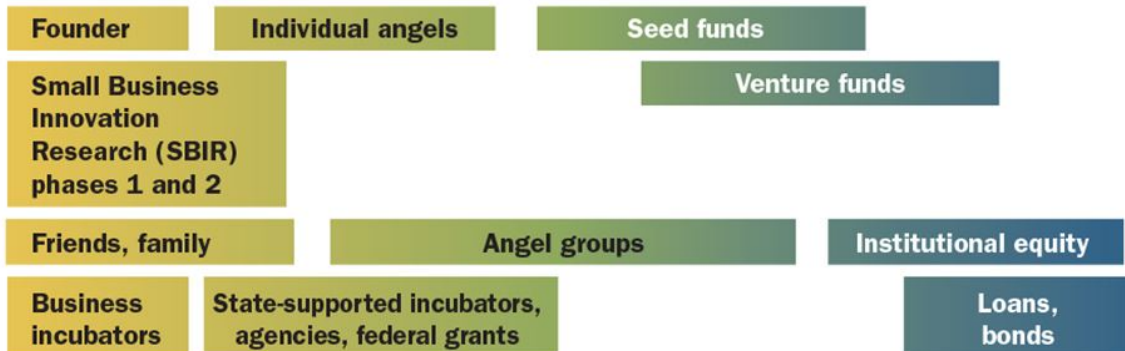 Founder
Individual angels
Seed funds
Small Business
Innovation
Research (SBIR)
phases 1 and 2
Venture funds
Friends, family
Angel groups
Institutional equity
Business
incubators
State-supported incubators,
agencies, federal grants
Loans,
bonds